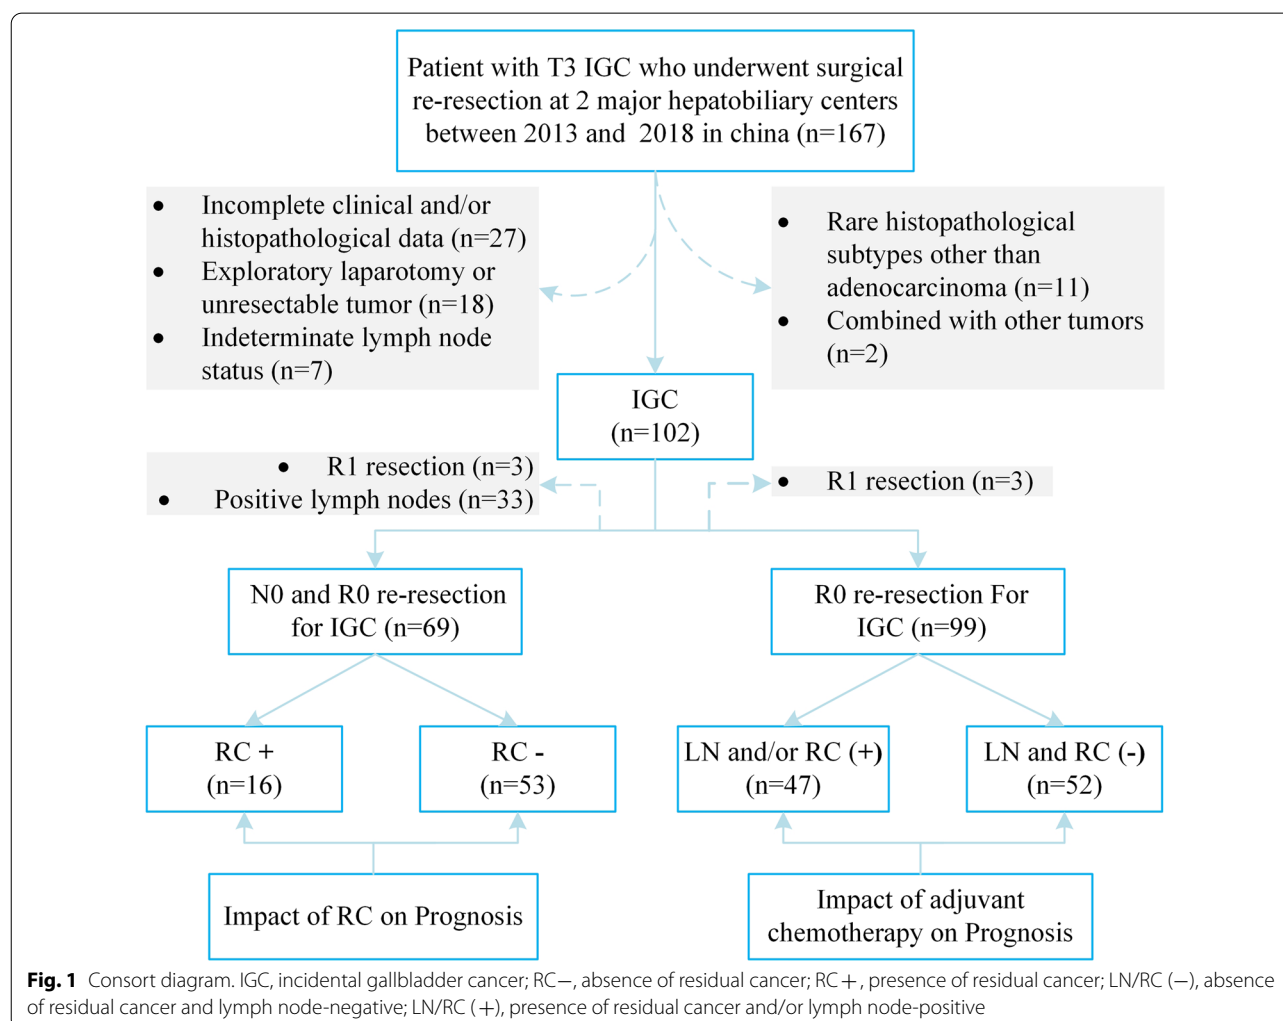 Patient with T3 IGC who underwent surgical
re-resection at 2 major hepatobiliary centers
between 2013 and 2018 in china (n=167)
• Incomplete clinical and/or
histopathological data (n=27)
• Exploratory laparotomy or
unresectable tumor (n=18)
• Indeterminate lymph node
status (n=7)
• Rare histopathological
subtypes other than
adenocarcinoma (n=11)
• Combined with other tumors
(n=2)
IGC
(n=102)
• R1 resection (n=3)
• Positive lymph nodes (n=33)
• R1 resection (n=3)
N0 and R0 re-resection
for IGC (n=69)
R0 re-resection For
IGC (n=99)
RC +
(n=16)
RC -
(n=53)
LN and/or RC (+)
(n=47)
LN and RC (-)
(n=52)
Impact of RC on Prognosis
Impact of adjuvant
chemotherapy on Prognosis
Fig. 1 Consort diagram. IGC, incidental gallbladder cancer; RC−, absence of residual cancer; RC+, presence of residual cancer; LN/RC (−), absence
of residual cancer and lymph node-negative; LN/RC (+), presence of residual cancer and/or lymph node-positive